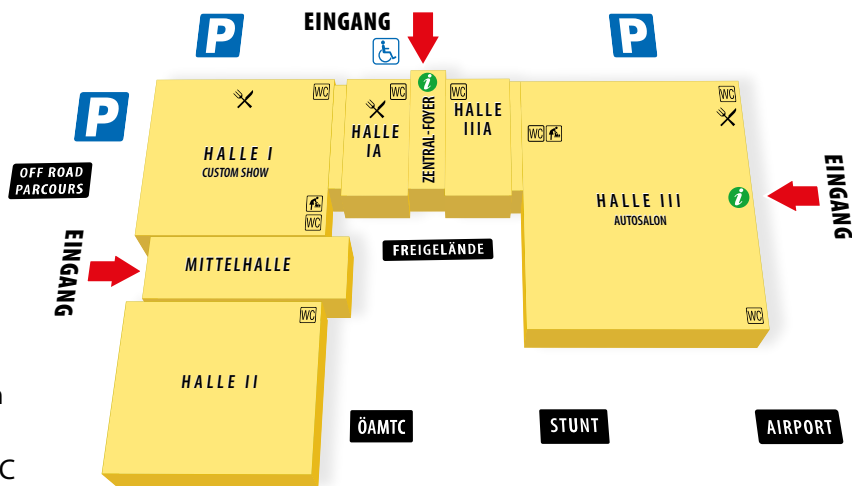 EINGANG
P
P
P
WC
HALLE I
CUSTOM SHOW
WC
WC
HALLE
IA
i
ZENTRAL-FOYER
WC
HALLE
IIIA
WC
WC
HALLE III
AUTOSALON
i
WC
EINGANG
OFF ROAD
PARCOURS
FREIGELÄNDE
EINGANG
MITTELHALLE
WC
HALLE II
ÖAMTC
STUNT
AIRPORT
C